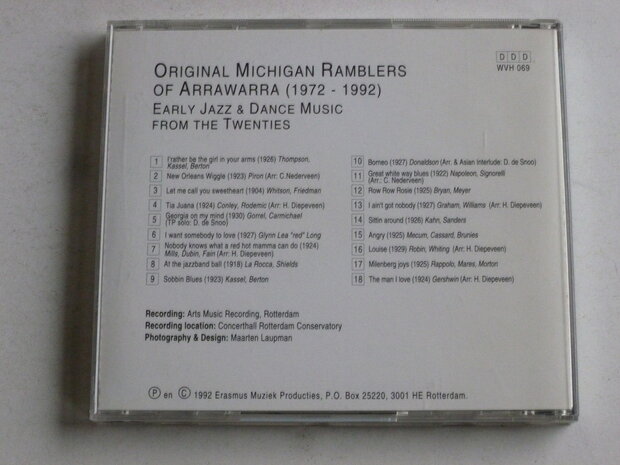 ORIGINAL MICHIGAN RAMBLERS
OF ARRAWARRA (1972 - 1992)
EARLY JAZZ & DANCE MUSIC
FROM THE TWENTIES
D D D
WVH 069
1 I'rather be the girl in your arms (1926) Thompson,
Kassel, Berton
2 New Orleans Wiggle (1923) Piron (Arr: C.Nederveen)
3 Let me call you sweetheart (1904) Whitson, Friedman
4 Tia Juana (1924) Conley, Rodemic (Arr: H. Diepeveen)
5 Georgia on my mind (1930) Gorrel, Carmichael
(TP solo: D. de Snoo)
6 I want somebody to love (1927) Glynn Lea "red" Long
7 Nobody knows what a red hot mamma can do (1924)
Mills, Dubin, Fain (Arr: H. Diepeveen)
8 At the jazzband ball (1918) La Rocca, Shields
9 Sobbin Blues (1923) Kassel, Berton
10 Borneo (1927) Donaldson (Arr. & Asian Interlude: D. de Snoo)
11 Great white way blues (1922) Napoleon, Signorelli
(Arr.: C. Nederveen)
12 Row Row Rosie (1925) Bryan, Meyer
13 I ain't got nobody (1927) Graham, Williams (Arr: H. Diepeveen)
14 Sittin around (1926) Kahn, Sanders
15 Angry (1925) Mecum, Cassard, Brunies
16 Louise (1929) Robin, Whiting (Arr: H. Diepeveen)
17 Milenberg joys (1925) Rappolo, Mares, Morton
18 The man I love (1924) Gershwin (Arr: H. Diepeveen)
Recording: Arts Music Recording, Rotterdam
Recording location: Concerthall Rotterdam Conservatory
Photography & Design: Maarten Laupman
Ⓟ en Ⓒ 1992 Erasmus Muziek Producties, P.O. Box 25220, 3001 HE Rotterdam.